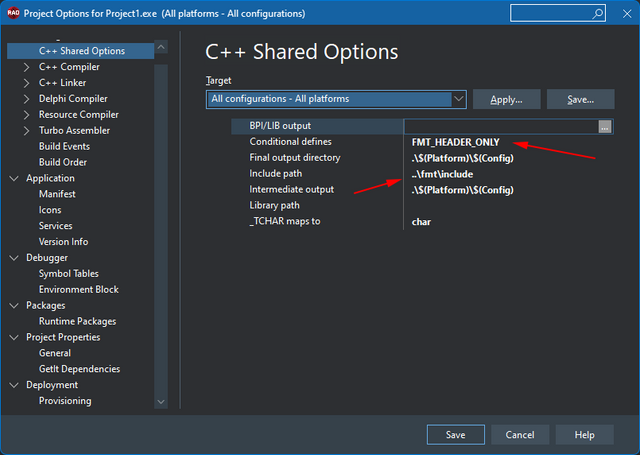 RAD Project Options for Project1.exe (All platforms - All configurations)
C++ Shared Options
C++ Compiler
C++ Linker
Delphi Compiler
Resource Compiler
Turbo Assembler
Build Events
Build Order
Application
Manifest
Icons
Services
Version Info
Debugger
Symbol Tables
Environment Block
Packages
Runtime Packages
Project Properties
General
GetIt Dependencies
Deployment
Provisioning
C++ Shared Options
Target
All configurations - All platforms
Apply...
Save...
BPI/LIB output ...
Conditional defines FMT_HEADER_ONLY
Final output directory .\$(Platform)\$(Config)
Include path ..\fmt\include
Intermediate output .\$(Platform)\$(Config)
Library path
_TCHAR maps to char
Save
Cancel
Help